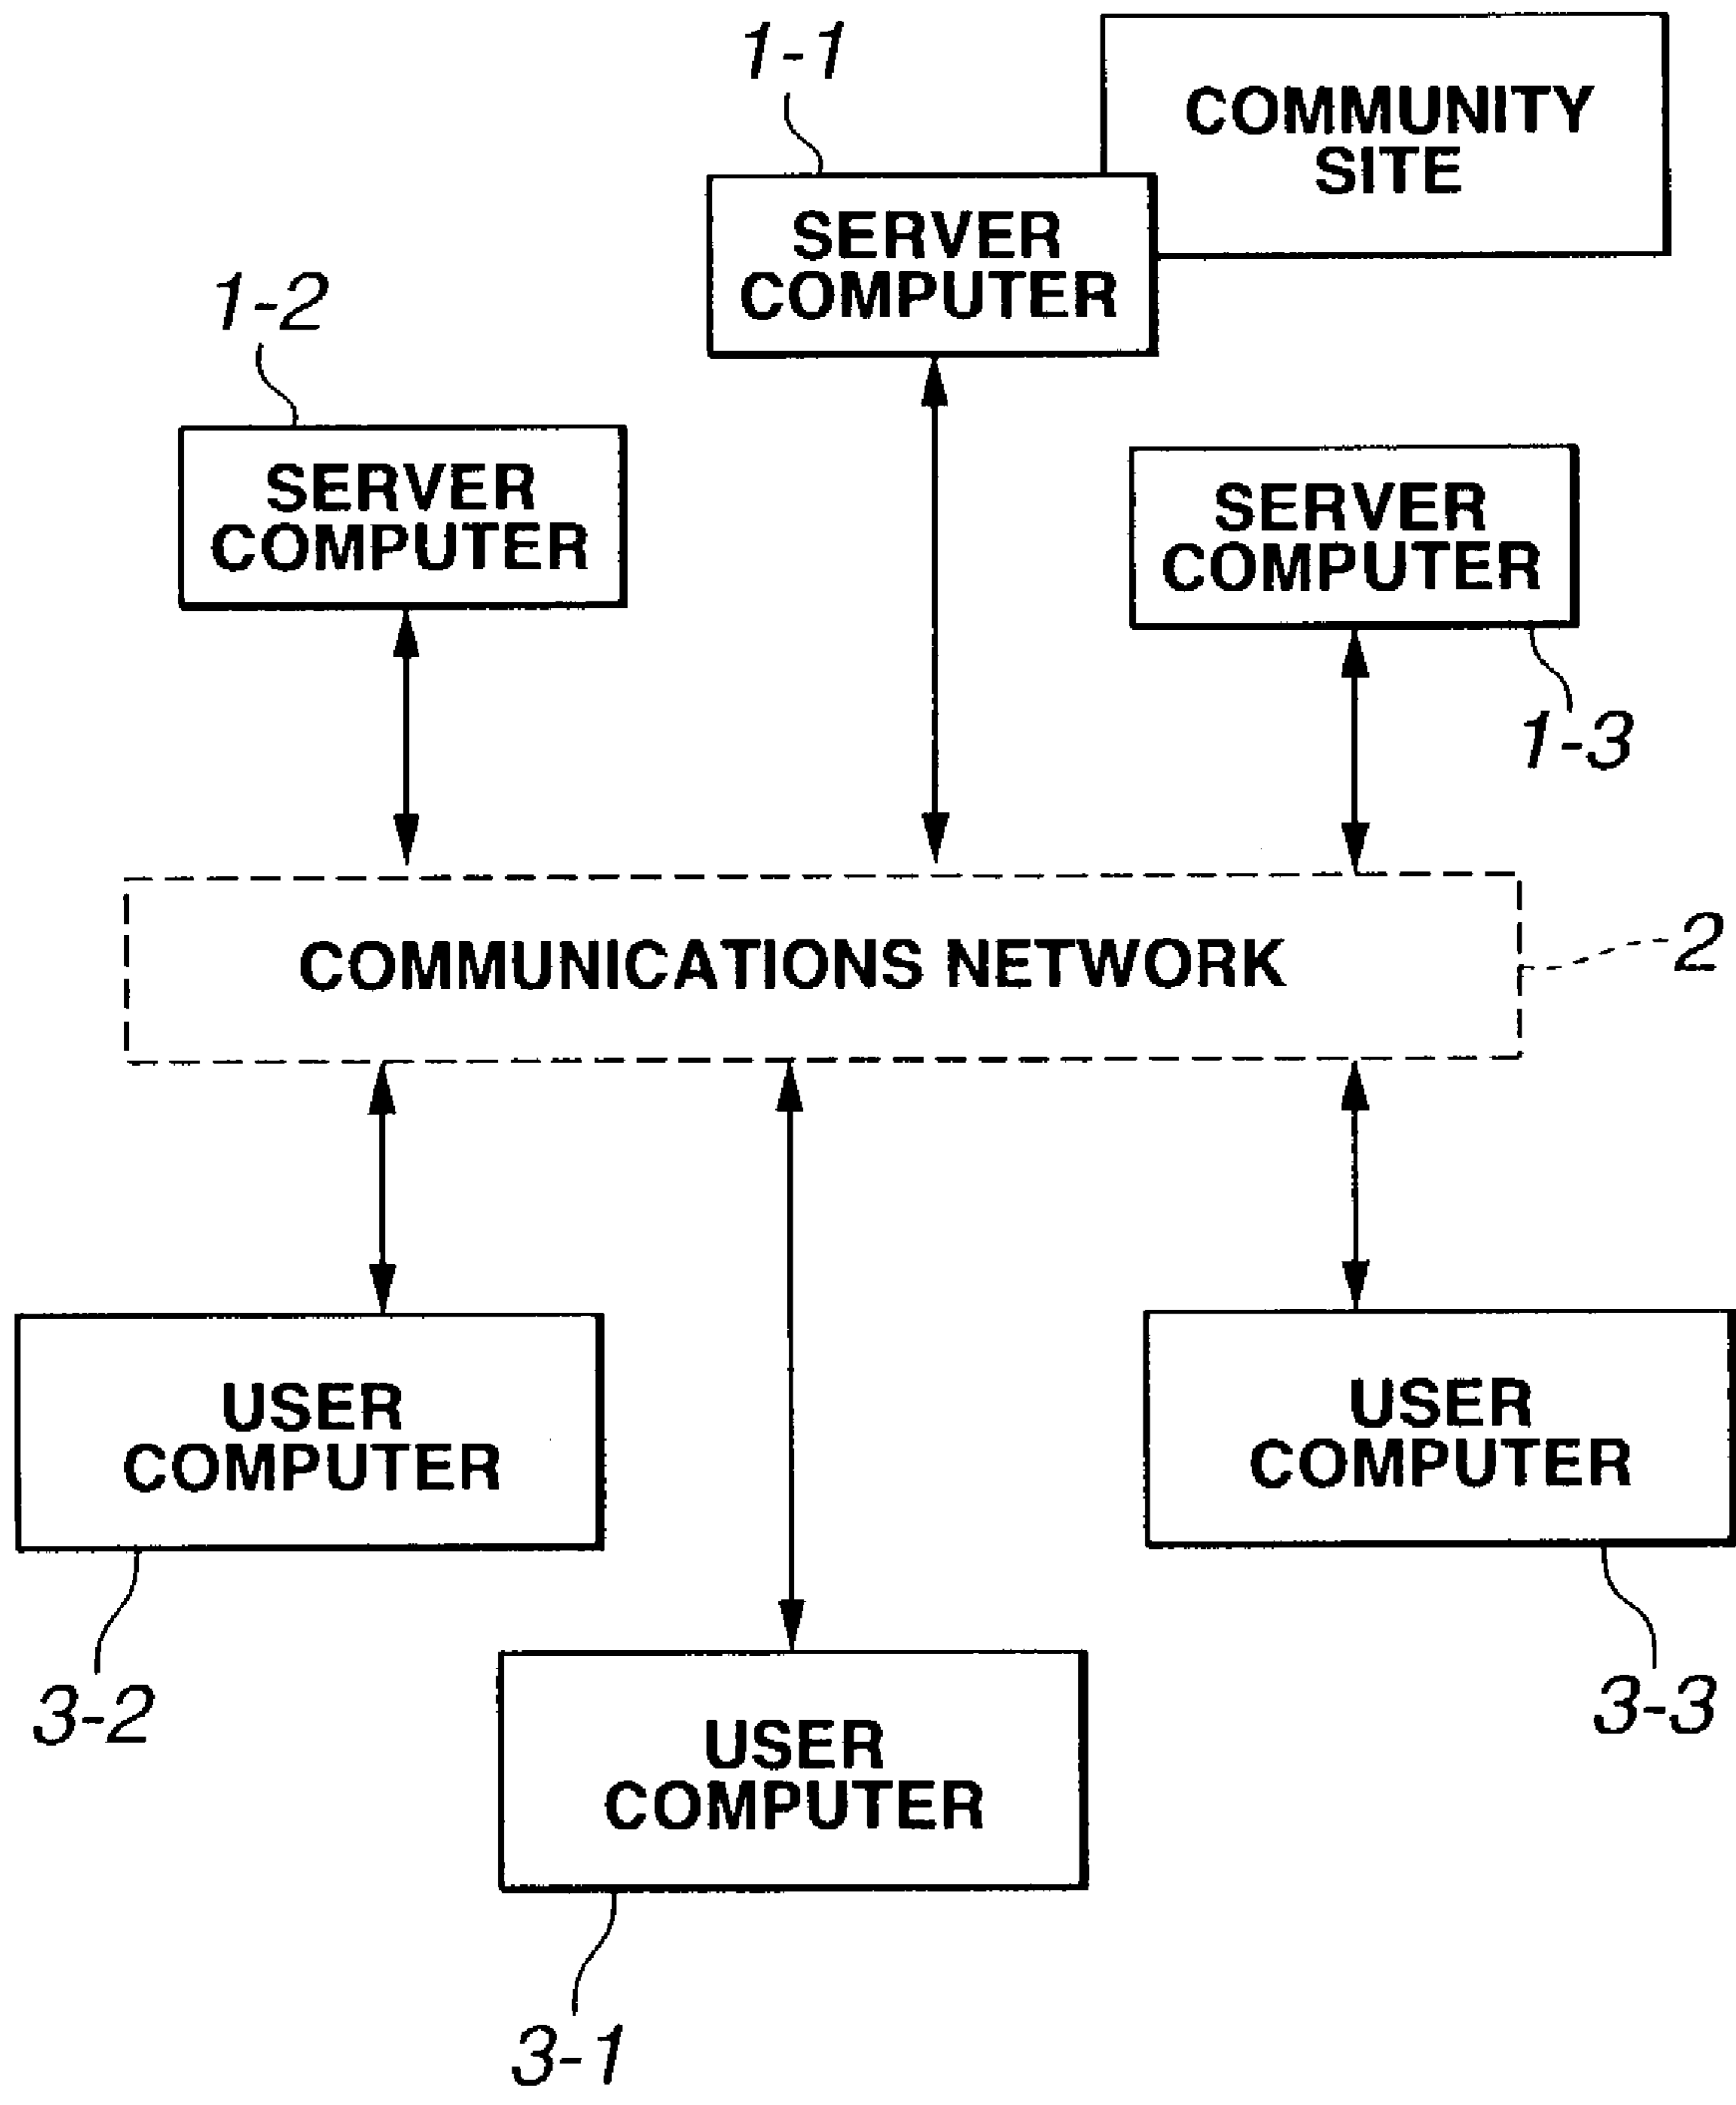 1-1
COMMUNITY
SITE
SERVER
COMPUTER
1-2
SERVER
COMPUTER
SERVER
COMPUTER
1-3
COMMUNICATIONS NETWORK
2
USER
COMPUTER
USER
COMPUTER
3-2
3-3
USER
COMPUTER
3-1